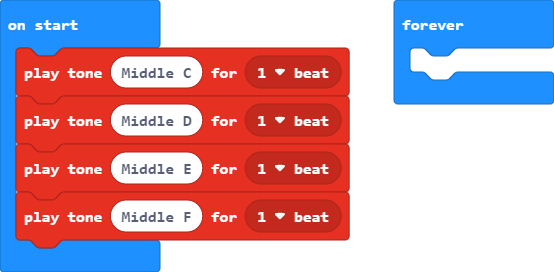 on start
play tone Middle C for 1 beat
play tone Middle D for 1 beat
play tone Middle E for 1 beat
play tone Middle F for 1 beat
forever